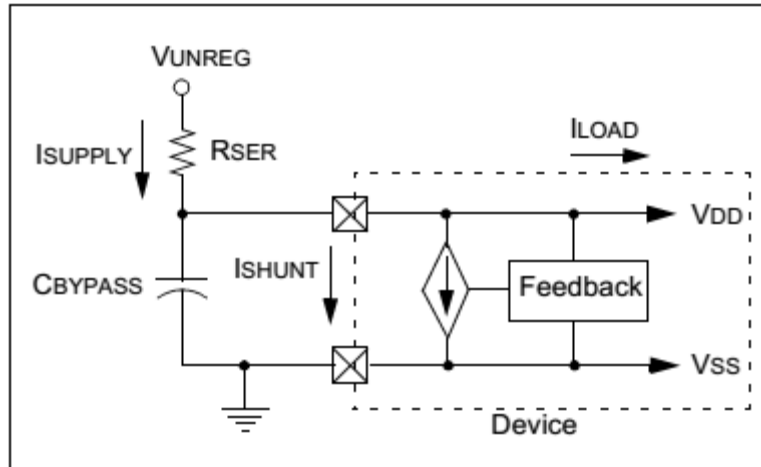 VUNREG
ISUPPLY
RSER
ILOAD
VDD
CBYPASS
ISHUNT
Feedback
VSS
Device